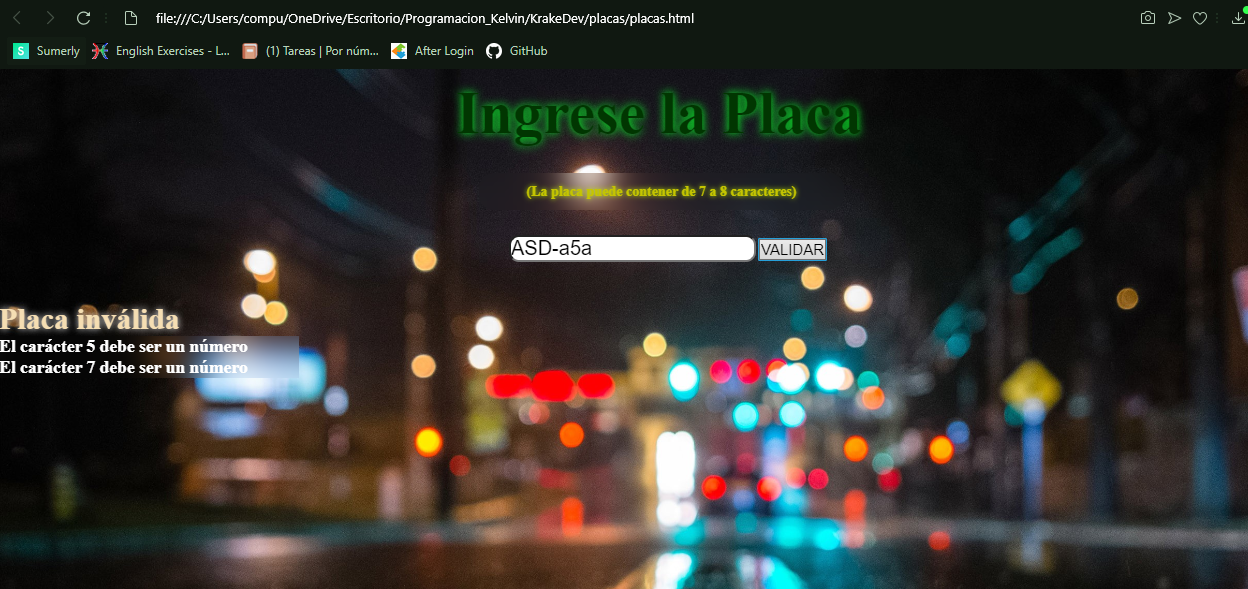 file:///C:/Users/compu/OneDrive/Escritorio/Programacion_Kelvin/KrakeDev/placas/placas.html
S Sumerly English Exercises - L... (1) Tareas | Por núm... After Login GitHub
Ingrese la Placa
(La placa puede contener de 7 a 8 caracteres)
ASD-a5a VALIDAR
Placa inválida
El carácter 5 debe ser un número
El carácter 7 debe ser un número